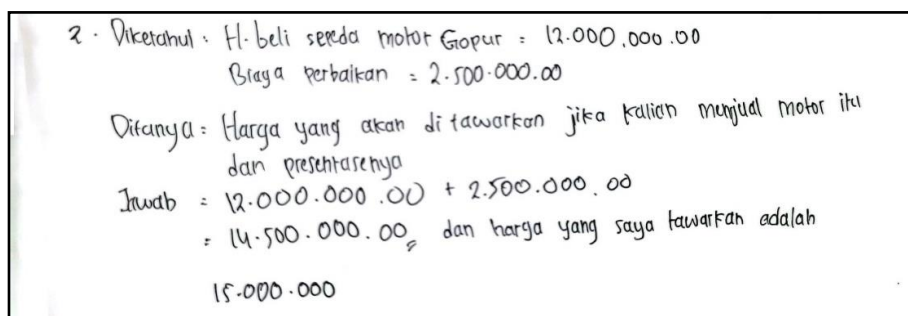 2. Diketahui : H. beli sepeda motor Gopur = 12.000.000.00
Biaya perbaikan = 2.500.000.00
Ditanya : Harga yang akan di tawarkan jika kalian menjual motor itu
dan presentasenya
Jawab = 12.000.000.00 + 2.500.000.00
= 14.500.000.00, dan harga yang saya tawarkan adalah
15.000.000